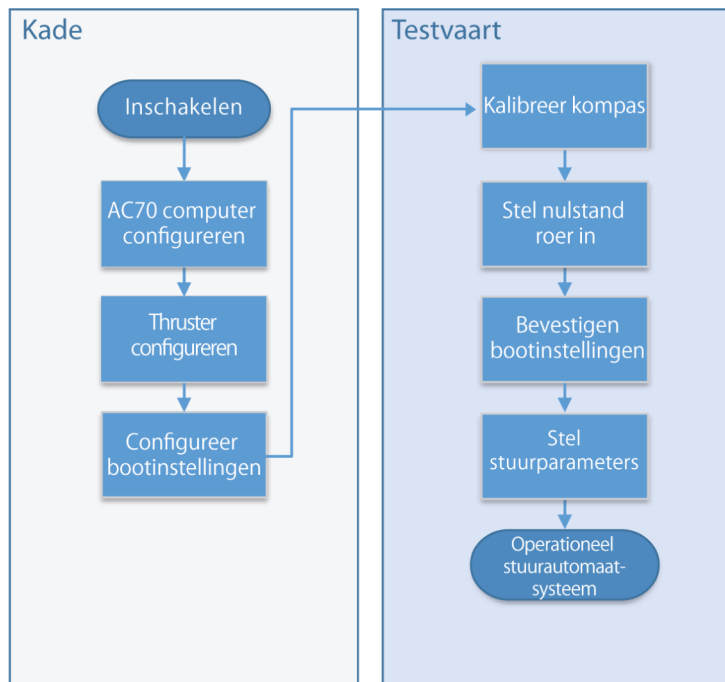 Kade
Inschakelen
AC70 computer
configureren
Thruster
configureren
Configureer
bootinstellingen
Testvaart
Kalibreer kompas
Stel nulstand
roer in
Bevestigen
bootinstellingen
Stel
stuurparameters
Operationeel
stuurautomaat-
systeem